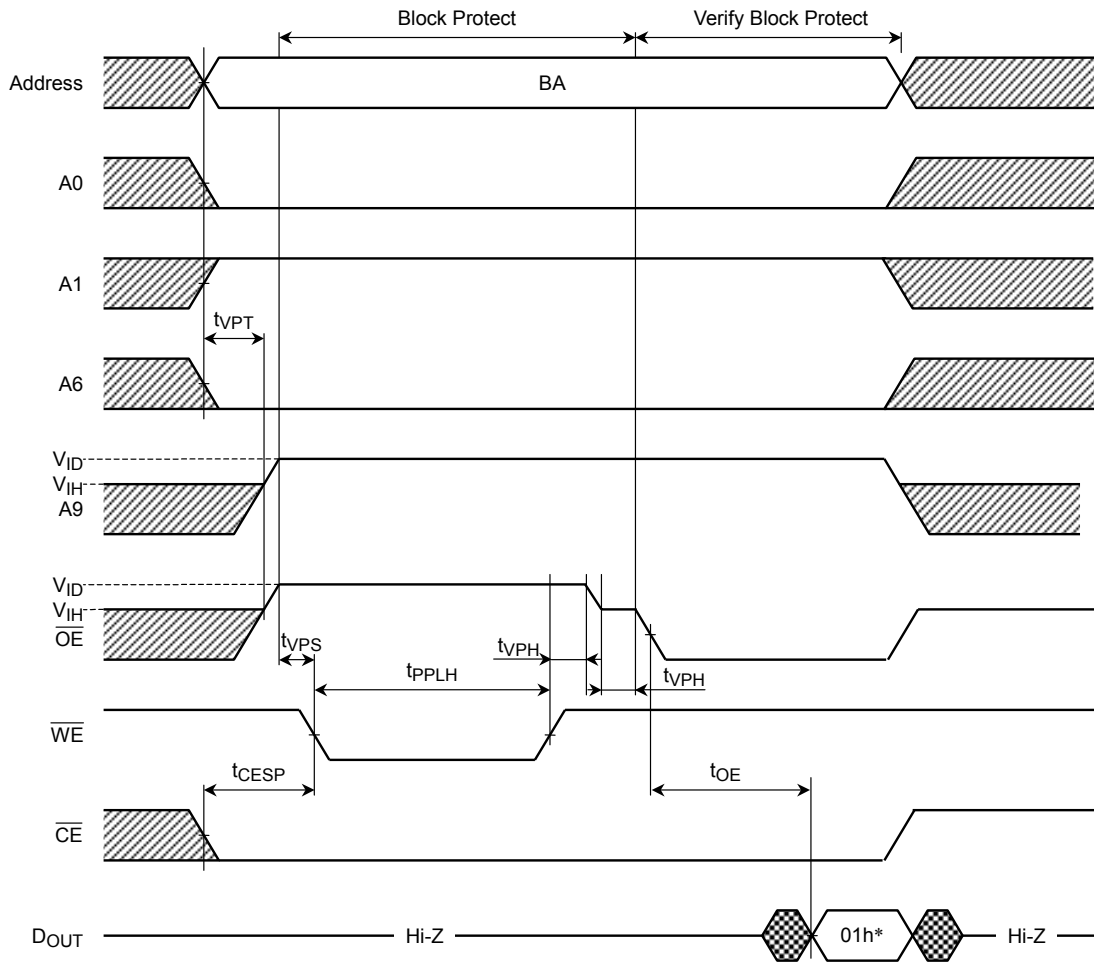 Block Protect
Verify Block Protect
Address
BA
A0
A1
tVPT
A6
VID
VIH
A9
VID
VIH
OE
tVPS
tVPH
tPPLH
tVPH
WE
tCESP
tOE
CE
DOUT
Hi-Z
01h*
Hi-Z